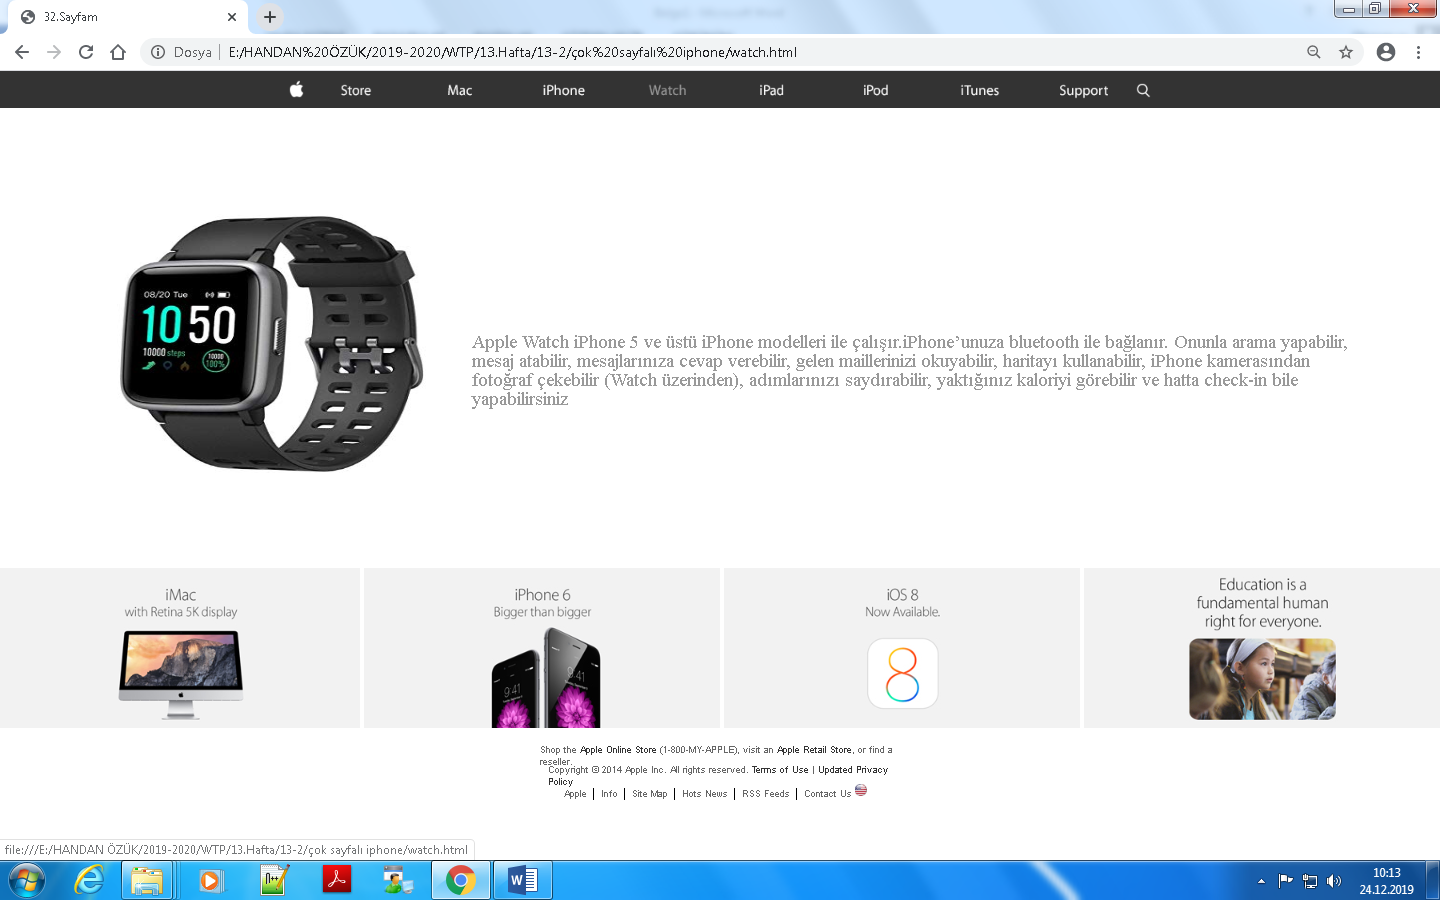 32.Sayfam
Dosya | E:/HANDAN%20ÖZÜK/2019-2020/WTP/13.Hafta/13-2/çok%20sayfalı%20iphone/watch.html
Store Mac iPhone Watch iPad iPod iTunes Support
08/20 Tue
10 50
10000 steps
100%
Apple Watch iPhone 5 ve üstü iPhone modelleri ile çalışır.iPhone’unuza bluetooth ile bağlanır. Onunla arama yapabilir,
mesaj atabilir, mesajlarınıza cevap verebilir, gelen maillerinizi okuyabilir, haritayı kullanabilir, iPhone kamerasından
fotoğraf çekebilir (Watch üzerinden), adımlarınızı saydırabilir, yaktığınız kaloriyi görebilir ve hatta check-in bile
yapabilirsiniz
iMac
with Retina 5K display
iPhone 6
Bigger than bigger
9:41
9:41
iOS 8
Now Available.
8
Education is a
fundamental human
right for everyone.
Shop the Apple Online Store (1-800-MY-APPLE), visit an Apple Retail Store, or find a
reseller.
Copyright © 2014 Apple Inc. All rights reserved. Terms of Use | Updated Privacy
Policy
Apple | Info | Site Map | Hots News | RSS Feeds | Contact Us
file:///E:/HANDAN ÖZÜK/2019-2020/WTP/13.Hafta/13-2/çok sayfalı iphone/watch.html
10:13
24.12.2019